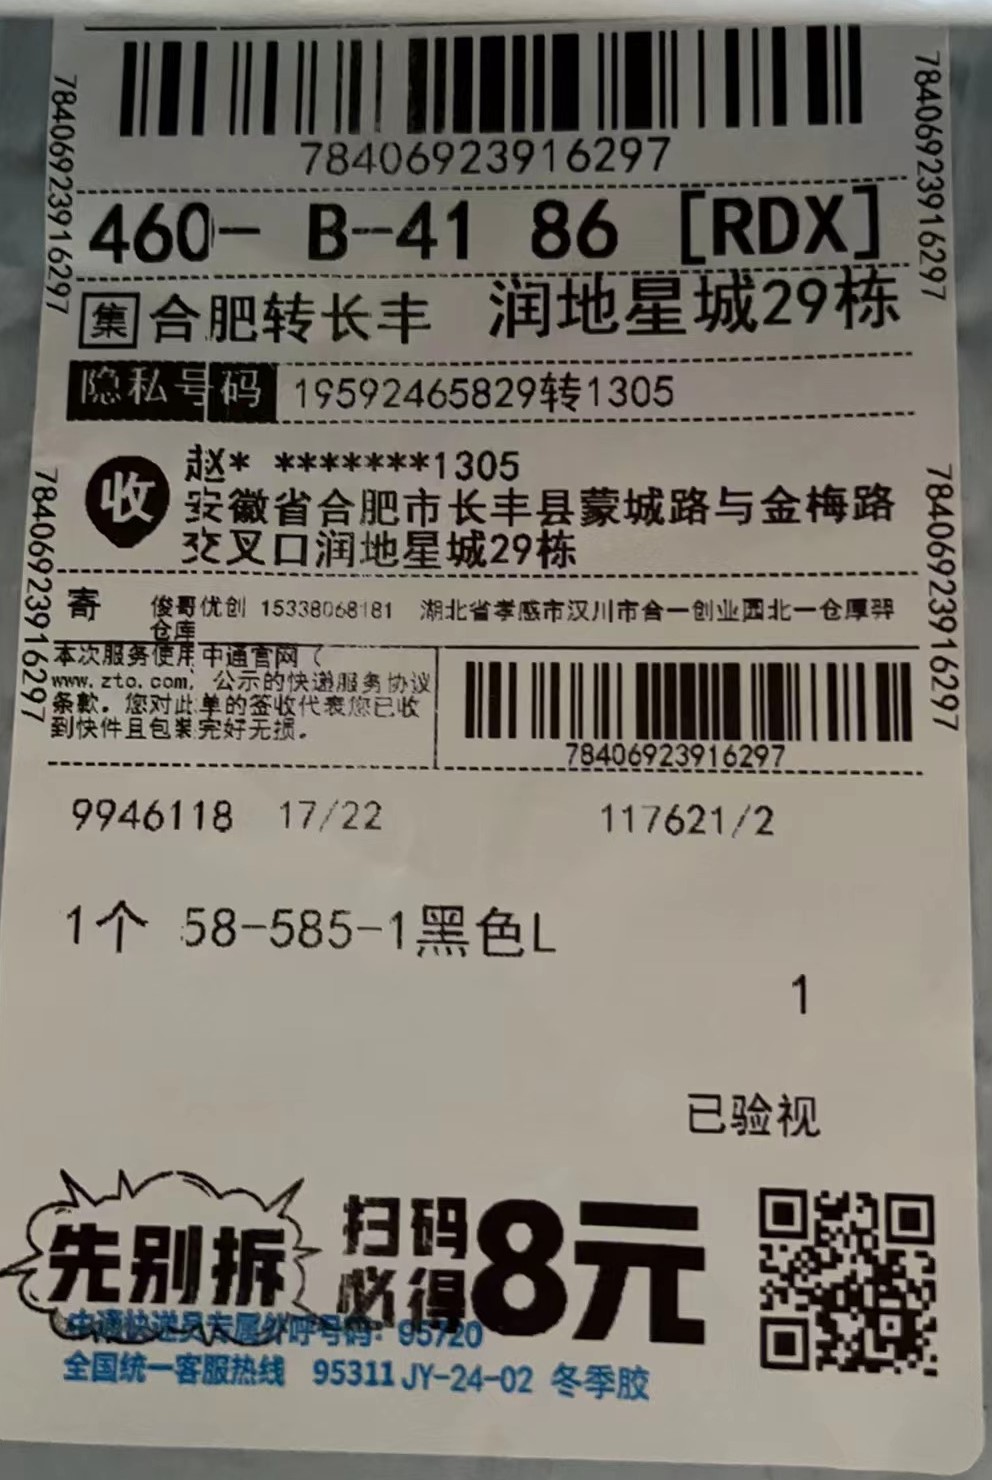 78406923916297
78406923916297
78406923916297
460- B--41 86 [RDX]
集 合肥转长丰 润地星城29栋
隐私号码 19592465829转1305
收
赵* *******1305
安徽省合肥市长丰县蒙城路与金梅路
交叉口润地星城29栋
78406923916297
78406923916297
寄 俊哥优创 15338068181 湖北省孝感市汉川市合一创业园北一仓厚羿
仓库
本次服务使用中通官网（
www.zto.com）公示的快递服务协议
条款。您对此单的签收代表您已收
到快件且包装完好无损。
78406923916297
9946118 17/22 117621/2
1个 58-585-1黑色L
1
已验视
先别拆
扫码
必得8元
中通快递员专属外呼号码：95720
全国统一客服热线 95311 JY-24-02 冬季胶